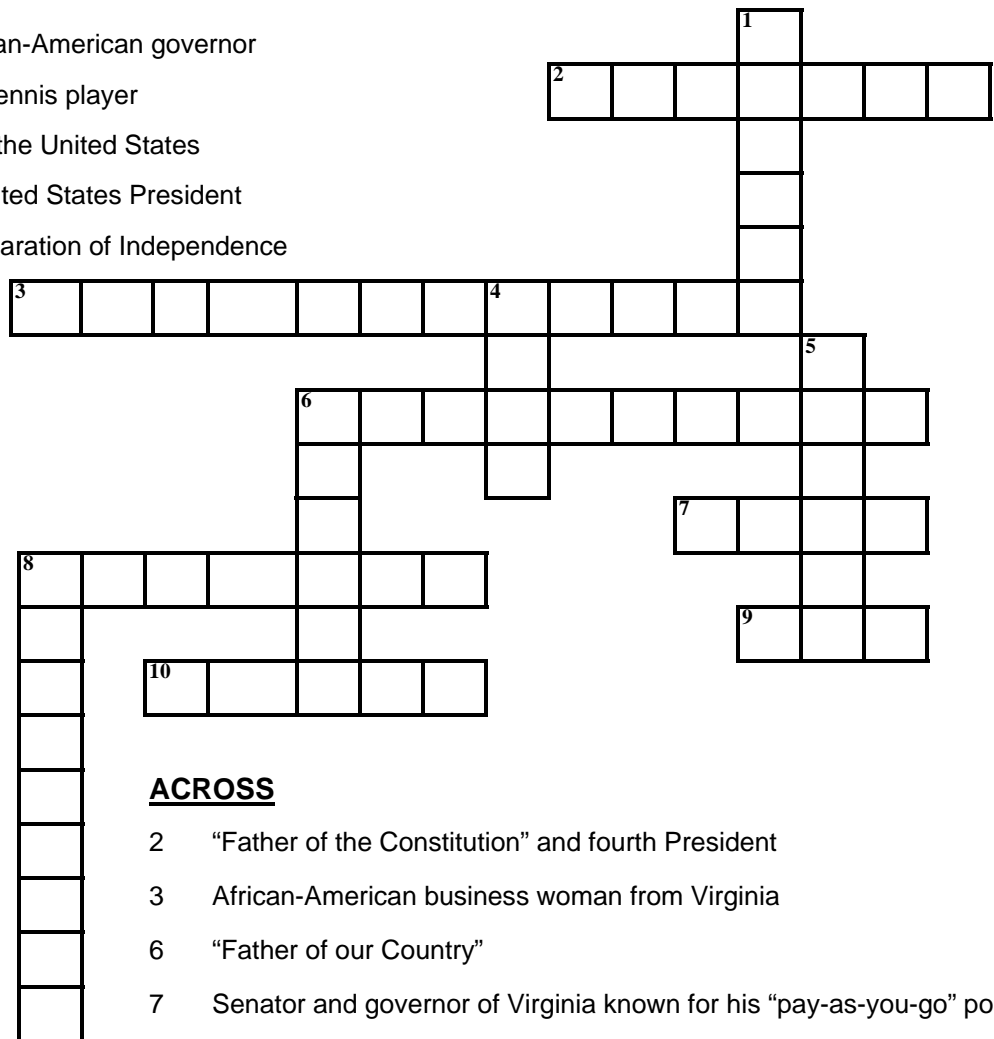 1
an-American governor
2
ennis player
the United States
ted States President
aration of Independence
3
4
5
6
7
8
9
10
ACROSS
2 “Father of the Constitution” and fourth President
3 African-American business woman from Virginia
6 “Father of our Country”
7 Senator and governor of Virginia known for his “pay-as-you-go” po